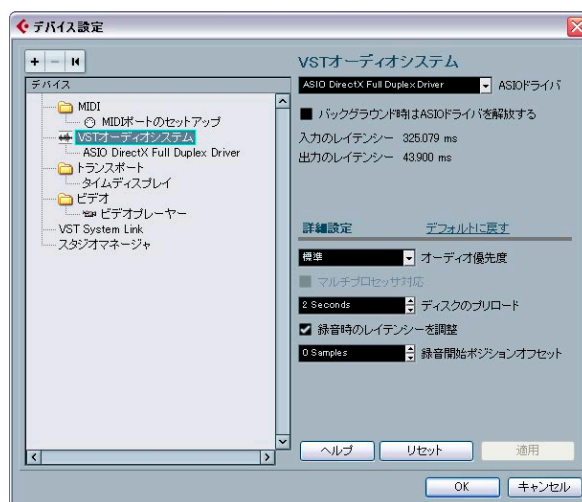 デバイス設定
デバイス
MIDI
MIDIポートのセットアップ
VSTオーディオシステム
ASIO DirectX Full Duplex Driver
トランスポート
タイムディスプレイ
ビデオ
ビデオプレーヤー
VST System Link
スタジオマネージャ
VSTオーディオシステム
ASIO DirectX Full Duplex Driver ASIOドライバ
バックグラウンド時はASIOドライバを解放する
入力のレイテンシー 325.079 ms
出力のレイテンシー 43.900 ms
詳細設定 デフォルトに戻す
標準 オーディオ優先度
マルチプロセッサ対応
2 Seconds ディスクのプリロード
録音時のレイテンシーを調整
0 Samples 録音開始ポジションオフセット
ヘルプ リセット 適用
OK キャンセル